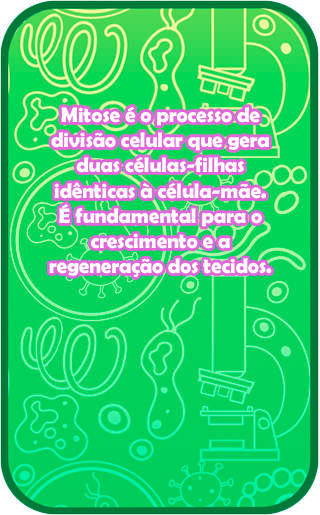 Mitose é o processo de
divisão celular que gera
duas células-filhas
idênticas à célula-mãe.
É fundamental para o
crescimento e a
regeneração dos tecidos.